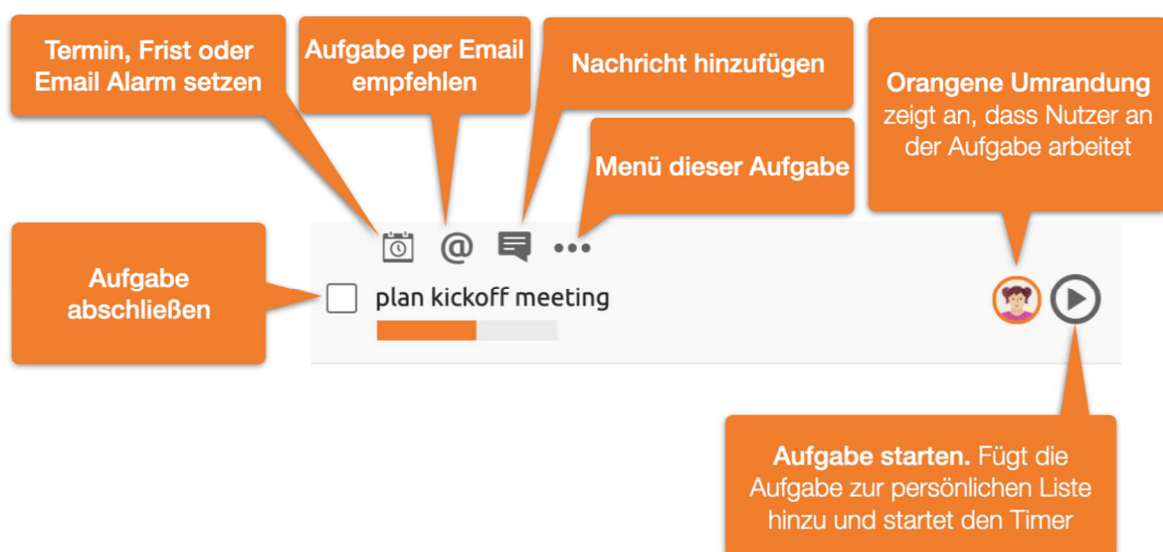 Termin, Frist oder
Email Alarm setzen
Aufgabe per Email
empfehlen
Nachricht hinzufügen
Menü dieser Aufgabe
Orangene Umrandung
zeigt an, dass Nutzer an
der Aufgabe arbeitet
Aufgabe
abschließen
@
plan kickoff meeting
Aufgabe starten. Fügt die
Aufgabe zur persönlichen Liste
hinzu und startet den Timer